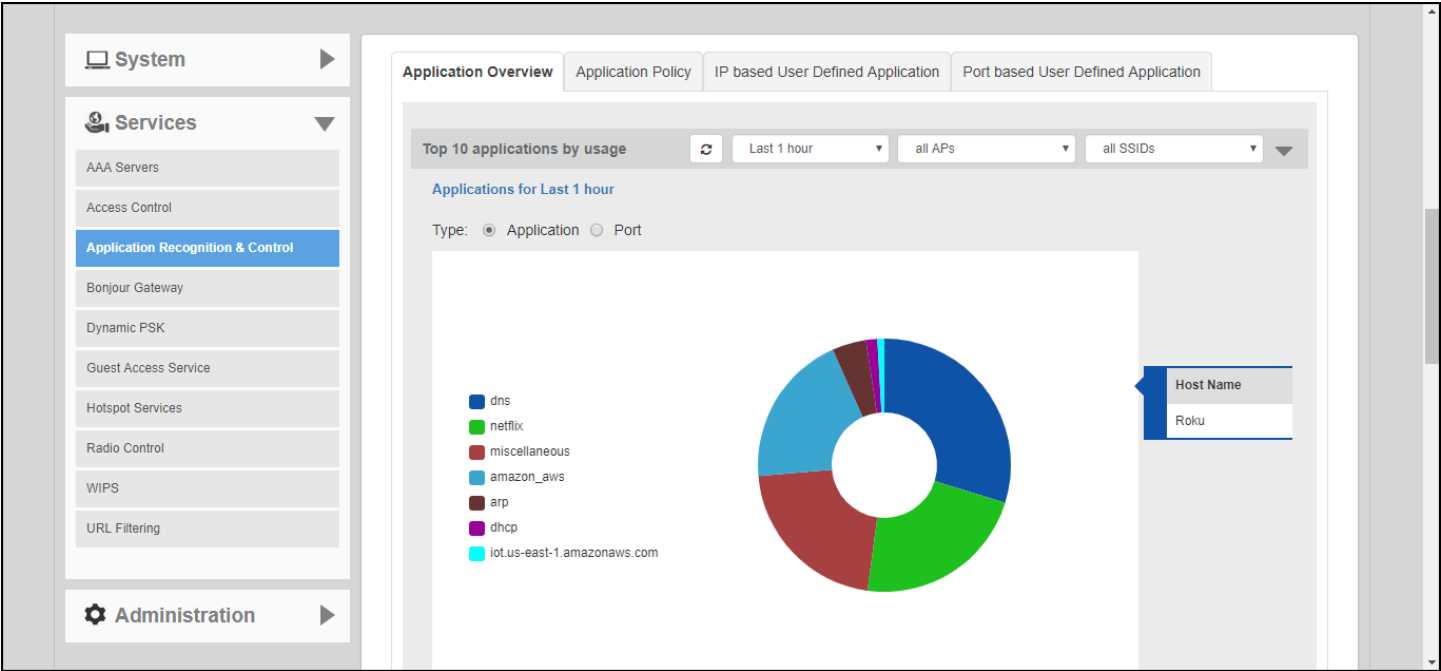 System
Services
AAA Servers
Access Control
Application Recognition & Control
Bonjour Gateway
Dynamic PSK
Guest Access Service
Hotspot Services
Radio Control
WIPS
URL Filtering
Administration
Application Overview Application Policy IP based User Defined Application Port based User Defined Application
Top 10 applications by usage Last 1 hour all APs all SSIDs
Applications for Last 1 hour
Type: Application Port
dns
netflix
miscellaneous
amazon_aws
arp
dhcp
iot.us-east-1.amazonaws.com
Host Name
Roku